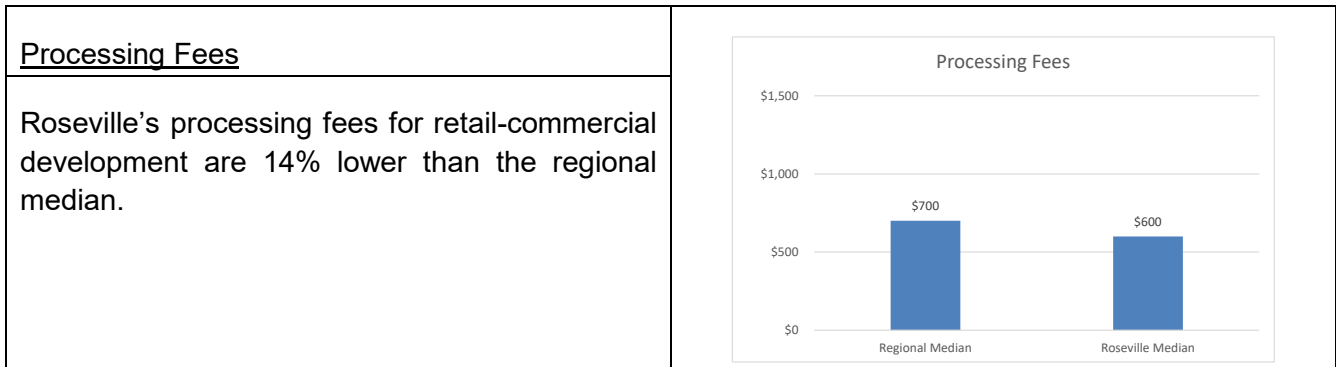 Processing Fees
Roseville’s processing fees for retail-commercial
development are 14% lower than the regional
median.
Processing Fees
$1,500
$1,000
$500
$0
$700
$600
Regional Median
Roseville Median